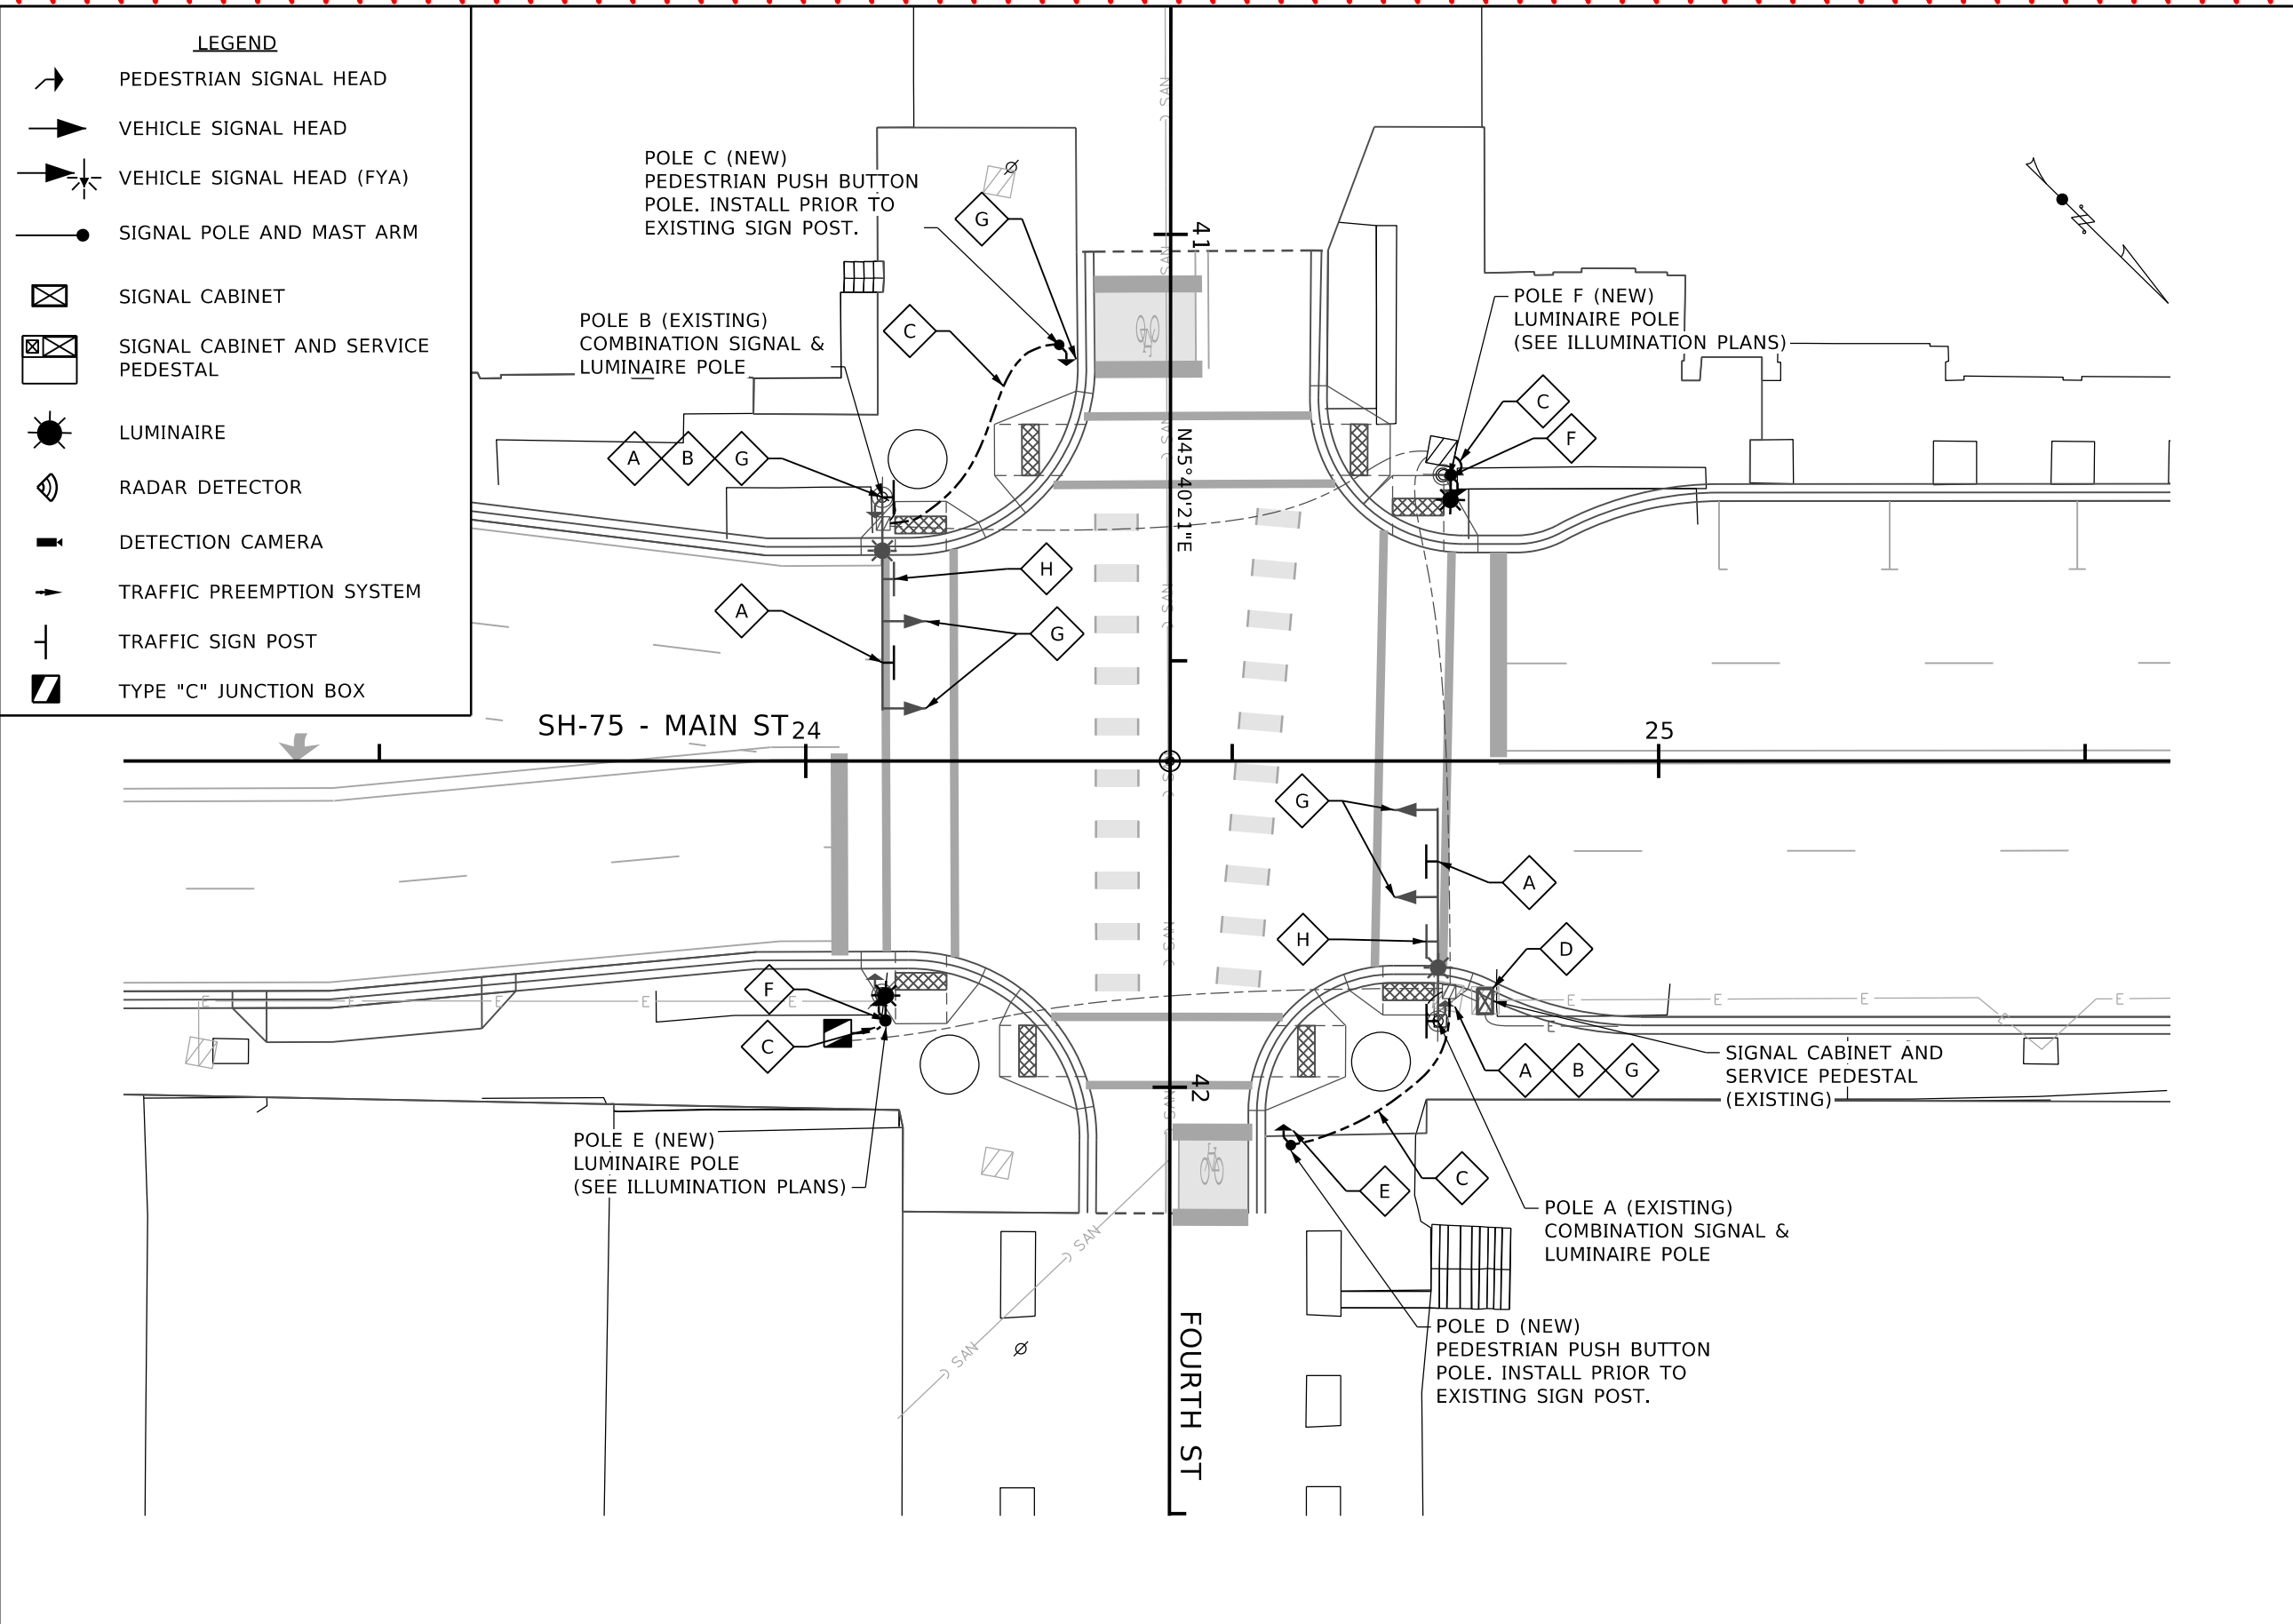 LEGEND
PEDESTRIAN SIGNAL HEAD
VEHICLE SIGNAL HEAD
VEHICLE SIGNAL HEAD (FYA)
SIGNAL POLE AND MAST ARM
SIGNAL CABINET
SIGNAL CABINET AND SERVICE
PEDESTAL
LUMINAIRE
RADAR DETECTOR
DETECTION CAMERA
TRAFFIC PREEMPTION SYSTEM
TRAFFIC SIGN POST
TYPE "C" JUNCTION BOX
POLE C (NEW)
PEDESTRIAN PUSH BUTTON
POLE. INSTALL PRIOR TO
EXISTING SIGN POST.
G
POLE B (EXISTING)
COMBINATION SIGNAL &
LUMINAIRE POLE
C
A B G
SAN
SAN
41
N45°40'21"E
POLE F (NEW)
LUMINAIRE POLE
(SEE ILLUMINATION PLANS)
C
F
N
H
A
G
SH-75 - MAIN ST
24
25
G
A
H
D
F
C
E E E E E
E E E E E
SIGNAL CABINET AND
SERVICE PEDESTAL
(EXISTING)
A B G
42
POLE E (NEW)
LUMINAIRE POLE
(SEE ILLUMINATION PLANS)
E
C
POLE A (EXISTING)
COMBINATION SIGNAL &
LUMINAIRE POLE
SAN
SAN
FOURTH ST
POLE D (NEW)
PEDESTRIAN PUSH BUTTON
POLE. INSTALL PRIOR TO
EXISTING SIGN POST.